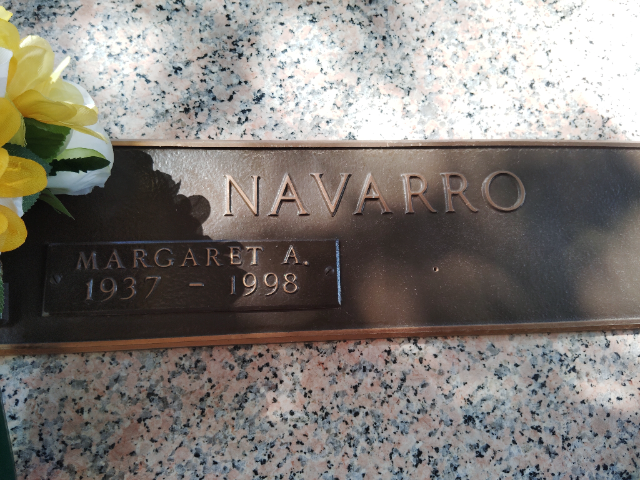 NAVARRO
MARGARET A.
1937 - 1998